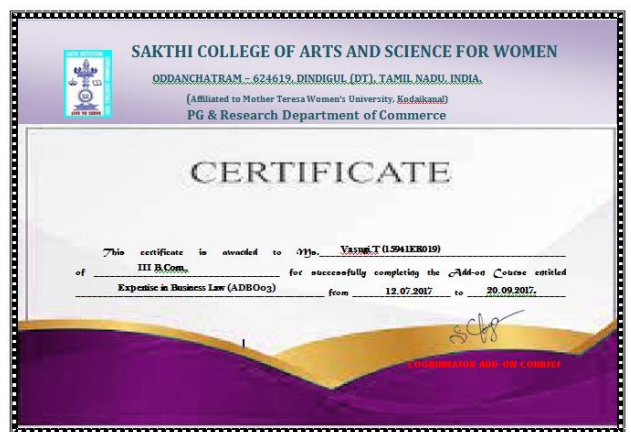 SAKTHI COLLEGE OF ARTS AND SCIENCE FOR WOMEN
ODDANCHATRAM – 624619, DINDIGUL (DT), TAMIL NADU, INDIA.
(Affiliated to Mother Teresa Women's University, Kodaikanal)
PG & Research Department of Commerce
LIVE TO SERVE
CERTIFICATE
This certificate is awarded to Ms. Vasugi.T (15941ER019)
of III B.Com., for successfully completing the Add-on Course entitled
Expertise in Business Law (ADBO03) from 12.07.2017 to 20.09.2017.
COORDINATOR ADD-ON COURSES